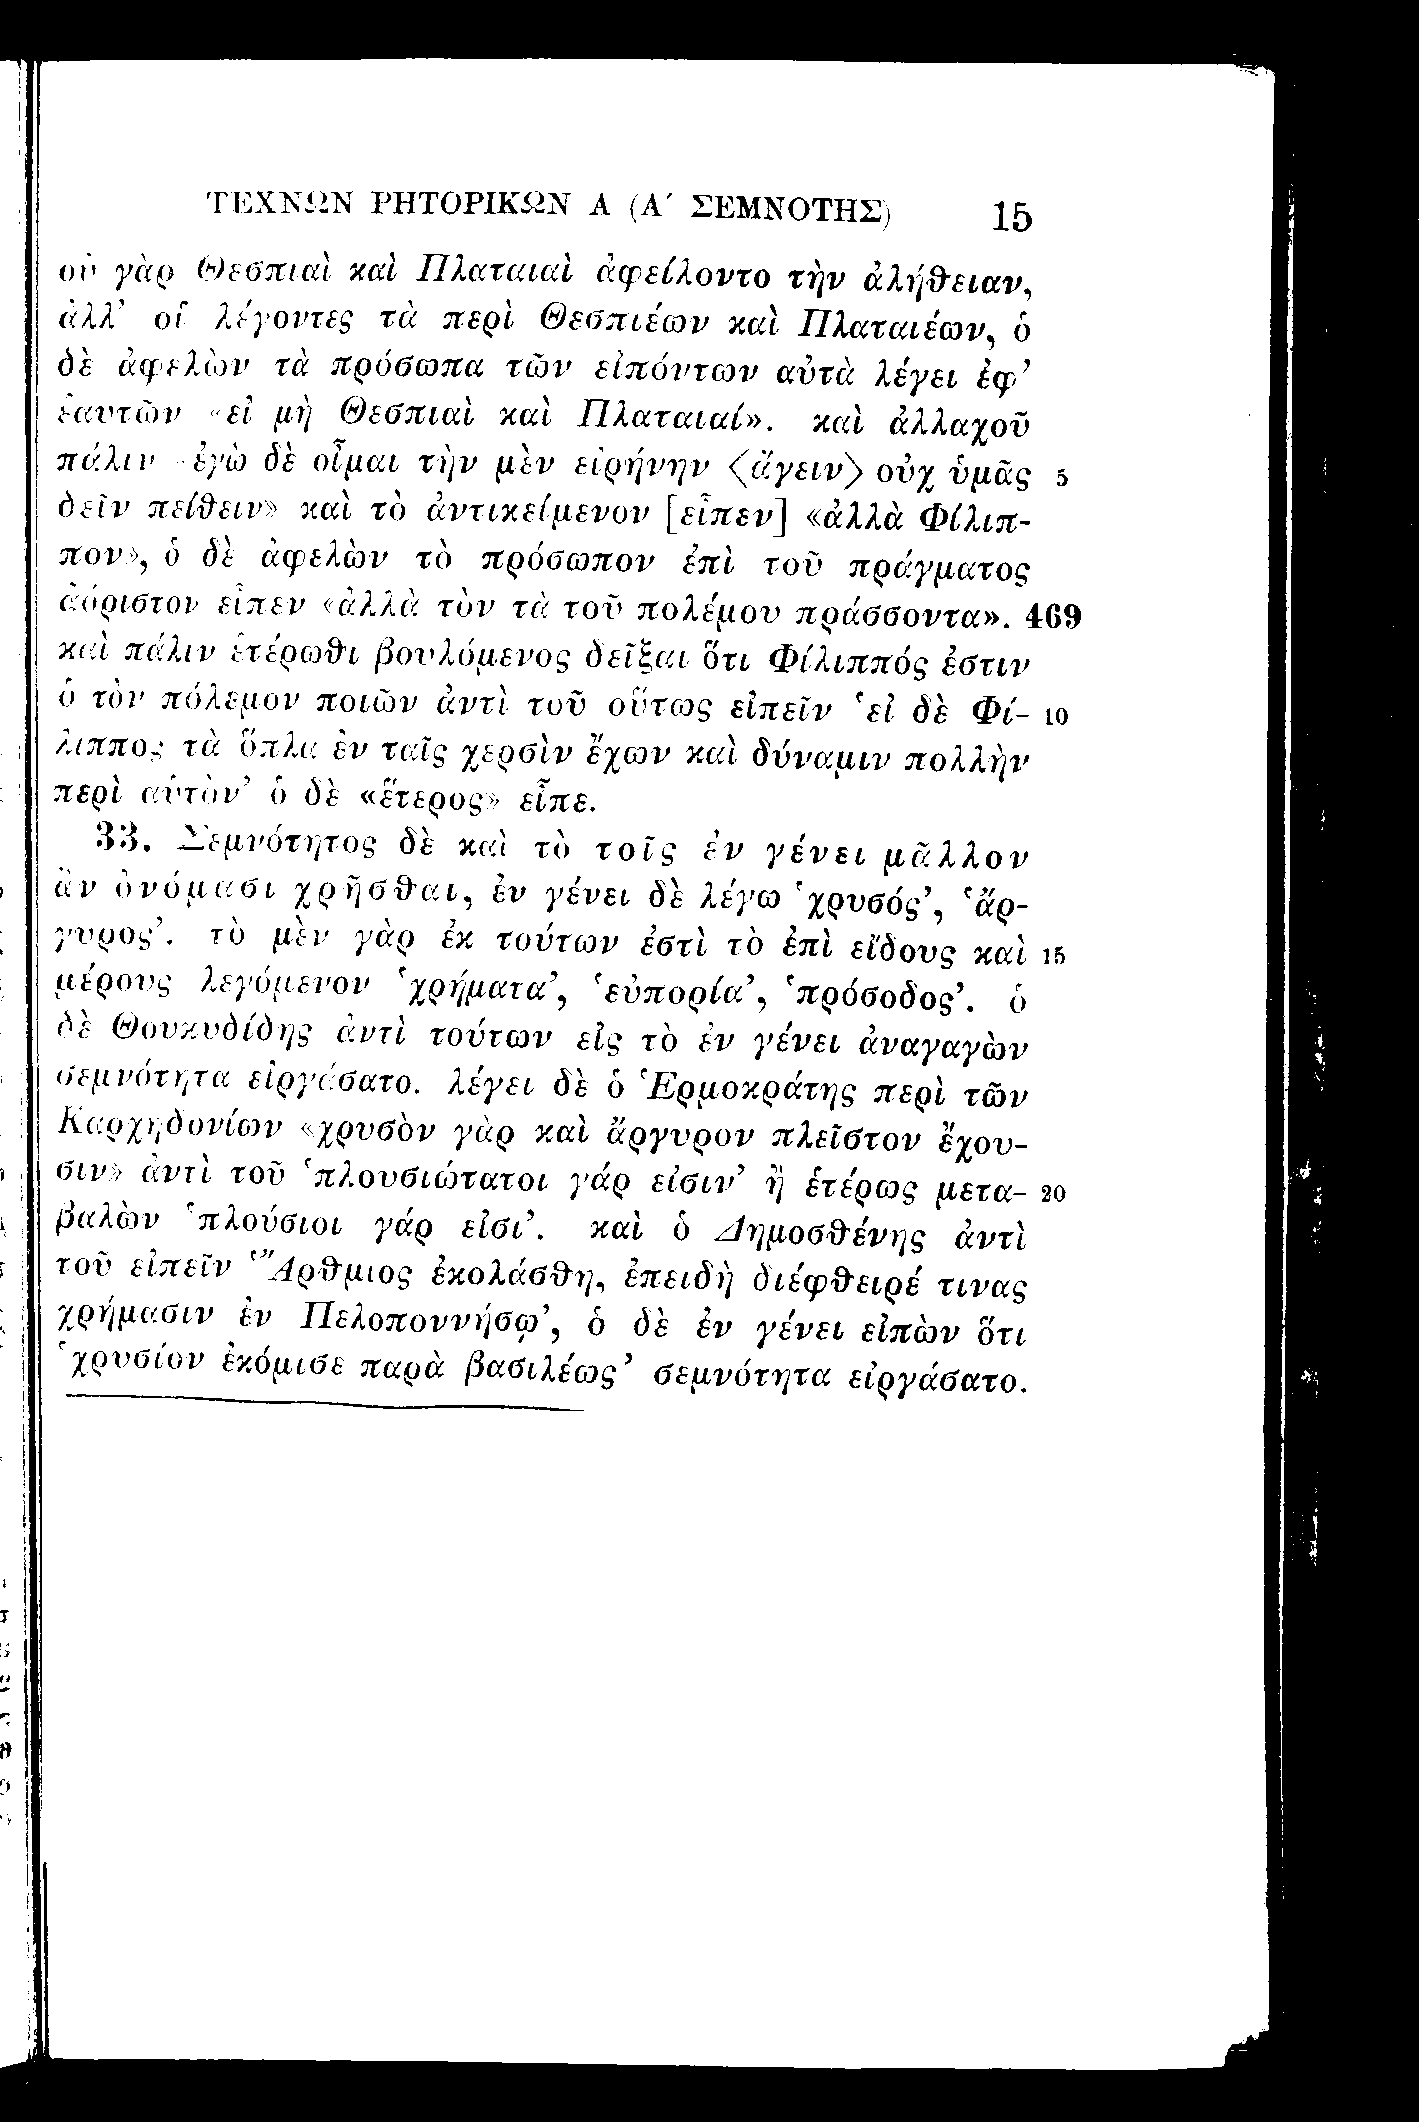 ΤΕΧΝΩΝ ΡΗΤΟΡΙΚΩΝ Α (Α΄ ΣΕΜΝΟΤΗΣ) 15
οὐ γὰρ Θεσπιαὶ καὶ Πλαταιαὶ ἀφείλοντο τὴν ἀλήθειαν,
ἀλλ’ οἱ λέγοντες τὰ περὶ Θεσπιέων καὶ Πλαταιέων, ὁ
δὲ ἀφελὼν τὰ πρόσωπα τῶν εἰπόντων αὐτὰ λέγει ἐφ’
ἑαυτῶν «εἰ μὴ Θεσπιαὶ καὶ Πλαταιαί». καὶ ἀλλαχοῦ
πάλιν «ἐγὼ δὲ οἶμαι τὴν μὲν εἰρήνην 〈ἄγειν〉 οὐχ ὑμᾶς 5
δεῖν πείθειν» καὶ τὸ ἀντικείμενον [εἶπεν] «ἀλλὰ Φίλιπ-
πον», ὁ δὲ ἀφελὼν τὸ πρόσωπον ἐπὶ τοῦ πράγματος
ἀόριστον εἶπεν «ἀλλὰ τὸν τὰ τοῦ πολέμου πράσσοντα». 469
καὶ πάλιν ἑτέρωθι βουλόμενος δεῖξαι ὅτι Φίλιππός ἐστιν
ὁ τὸν πόλεμον ποιῶν ἀντὶ τοῦ οὕτως εἰπεῖν ‘εἰ δὲ Φί- 10
λιππος τὰ ὅπλα ἐν ταῖς χερσὶν ἔχων καὶ δύναμιν πολλὴν
περὶ αὑτὸν’ ὁ δὲ «ἕτερος» εἶπε.
33. Σεμνότητος δὲ καὶ τὸ τοῖς ἐν γένει μᾶλλον
ἂν ὀνόμασι χρῆσθαι, ἐν γένει δὲ λέγω ‘χρυσός’, ‘ἄρ-
γυρος’. τὸ μὲν γὰρ ἐκ τούτων ἐστὶ τὸ ἐπὶ εἴδους καὶ 15
μέρους λεγόμενον ‘χρήματα’, ‘εὐπορία’, ‘πρόσοδος’. ὁ
δὲ Θουκυδίδης ἀντὶ τούτων εἰς τὸ ἐν γένει ἀναγαγὼν
σεμνότητα εἰργάσατο. λέγει δὲ ὁ Ἑρμοκράτης περὶ τῶν
Καρχηδονίων «χρυσὸν γὰρ καὶ ἄργυρον πλεῖστον ἔχου-
σιν» ἀντὶ τοῦ ‘πλουσιώτατοι γάρ εἰσιν’ ἢ ἑτέρως μετα- 20
βαλὼν ‘πλούσιοι γάρ εἰσι’. καὶ ὁ Δημοσθένης ἀντὶ
τοῦ εἰπεῖν ‘Ἄρθμιος ἐκολάσθη, ἐπειδὴ διέφθειρέ τινας
χρήμασιν ἐν Πελοποννήσῳ’, ὁ δὲ ἐν γένει εἰπὼν ὅτι
‘χρυσίον ἐκόμισε παρὰ βασιλέως’ σεμνότητα εἰργάσατο.